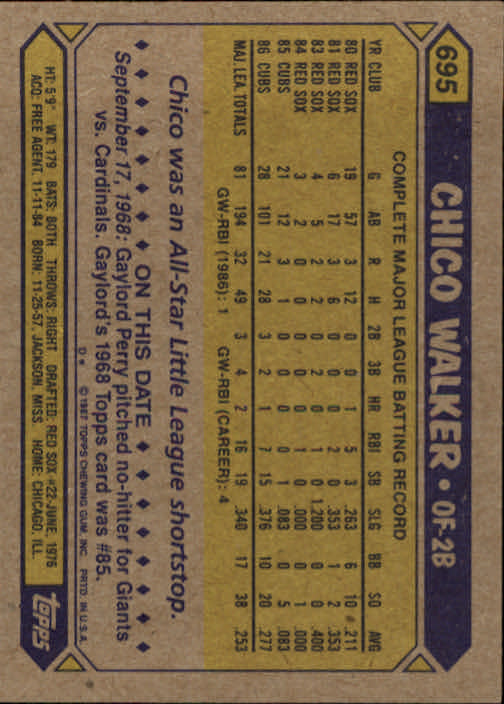 695
CHICO WALKER • OF-2B
COMPLETE MAJOR LEAGUE BATTING RECORD
YR CLUB G AB R H 2B 3B HR RBI SB SLG BB SO AVG
80 RED SOX 19 57 3 12 0 0 1 5 3 .263 6 10 .211
81 RED SOX 6 17 3 6 0 0 0 2 0 .353 1 2 .353
83 RED SOX 4 5 2 2 0 2 0 1 0 1.200 0 0 .400
84 RED SOX 3 2 0 0 0 0 0 1 0 .000 0 1 .000
85 CUBS 21 12 3 1 0 0 0 0 1 .083 0 5 .083
86 CUBS 28 101 21 28 3 2 1 7 15 .376 10 20 .277
MAJ. LEA. TOTALS 81 194 32 49 3 4 2 16 19 .340 17 38 .253
GW-RBI (1986): 1 GW-RBI (CAREER): 4
Chico was an All-Star Little League shortstop.
♦ ♦ ♦ ♦ ♦ ♦ ON THIS DATE ♦ ♦ ♦ ♦ ♦ ♦
September 17, 1968: Gaylord Perry pitched no-hitter for Giants
vs. Cardinals. Gaylord's 1968 Topps card was #85.
D* © 1987 TOPPS CHEWING GUM INC. PRTD. IN U.S.A.
HT: 5'9" WT: 179 BATS: BOTH THROWS: RIGHT DRAFTED: RED SOX #22-JUNE, 1976
ACQ: FREE AGENT, 11-11-84 BORN: 11-25-57, JACKSON, MISS. HOME: CHICAGO, ILL.
TOPPS